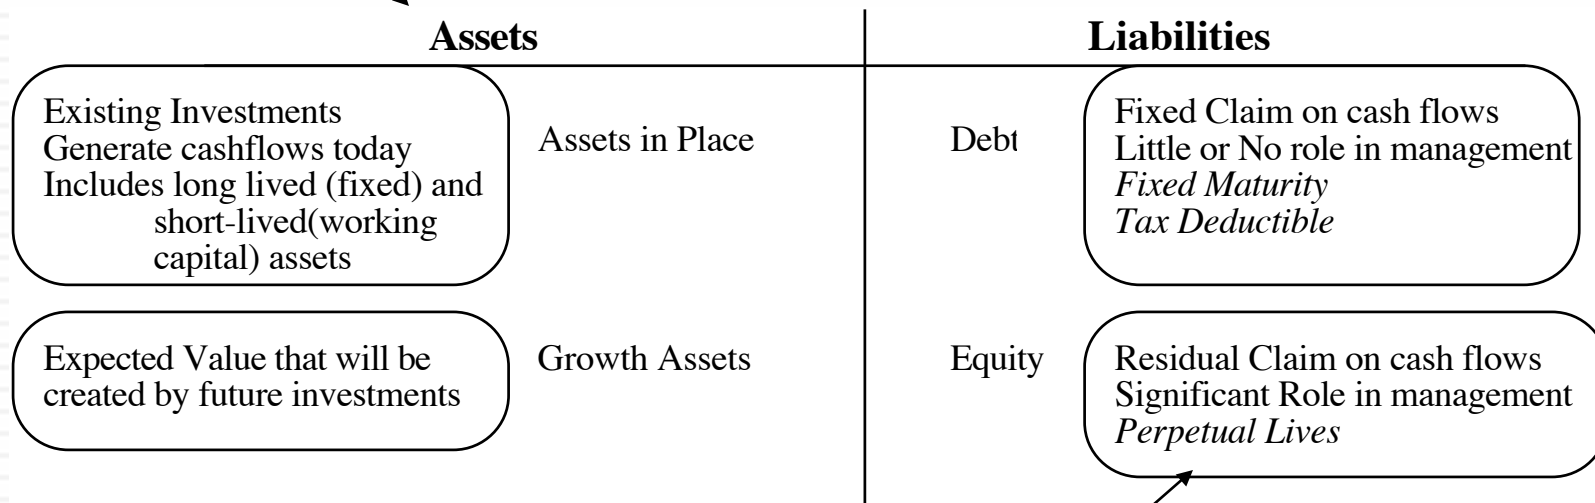 Assets
Liabilities
Existing Investments
Generate cashflows today
Includes long lived (fixed) and
short-lived(working
capital) assets
Assets in Place
Debt
Fixed Claim on cash flows
Little or No role in management
Fixed Maturity
Tax Deductible
Expected Value that will be
created by future investments
Growth Assets
Equity
Residual Claim on cash flows
Significant Role in management
Perpetual Lives